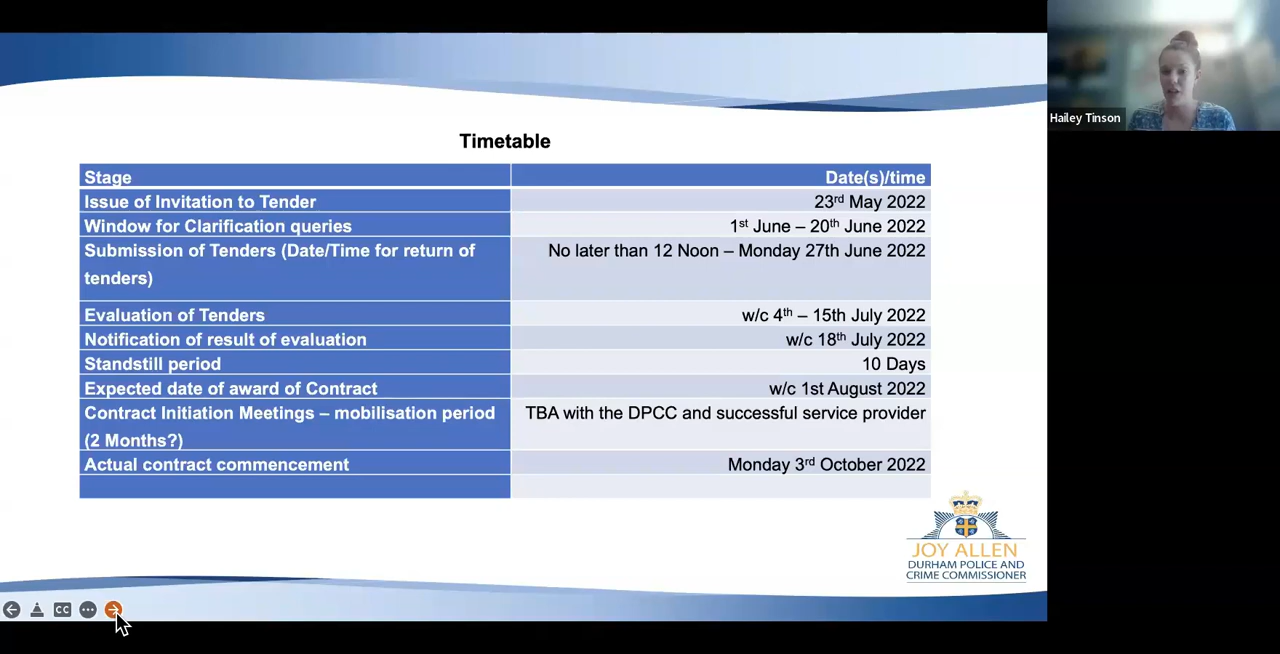 Hailey Tinson
Timetable
Stage Date(s)/time
Issue of Invitation to Tender 23rd May 2022
Window for Clarification queries 1st June – 20th June 2022
Submission of Tenders (Date/Time for return of No later than 12 Noon – Monday 27th June 2022
tenders)
Evaluation of Tenders w/c 4th – 15th July 2022
Notification of result of evaluation w/c 18th July 2022
Standstill period 10 Days
Expected date of award of Contract w/c 1st August 2022
Contract Initiation Meetings – mobilisation period TBA with the DPCC and successful service provider
(2 Months?)
Actual contract commencement Monday 3rd October 2022
JOY ALLEN
DURHAM POLICE AND
CRIME COMMISSIONER
CC